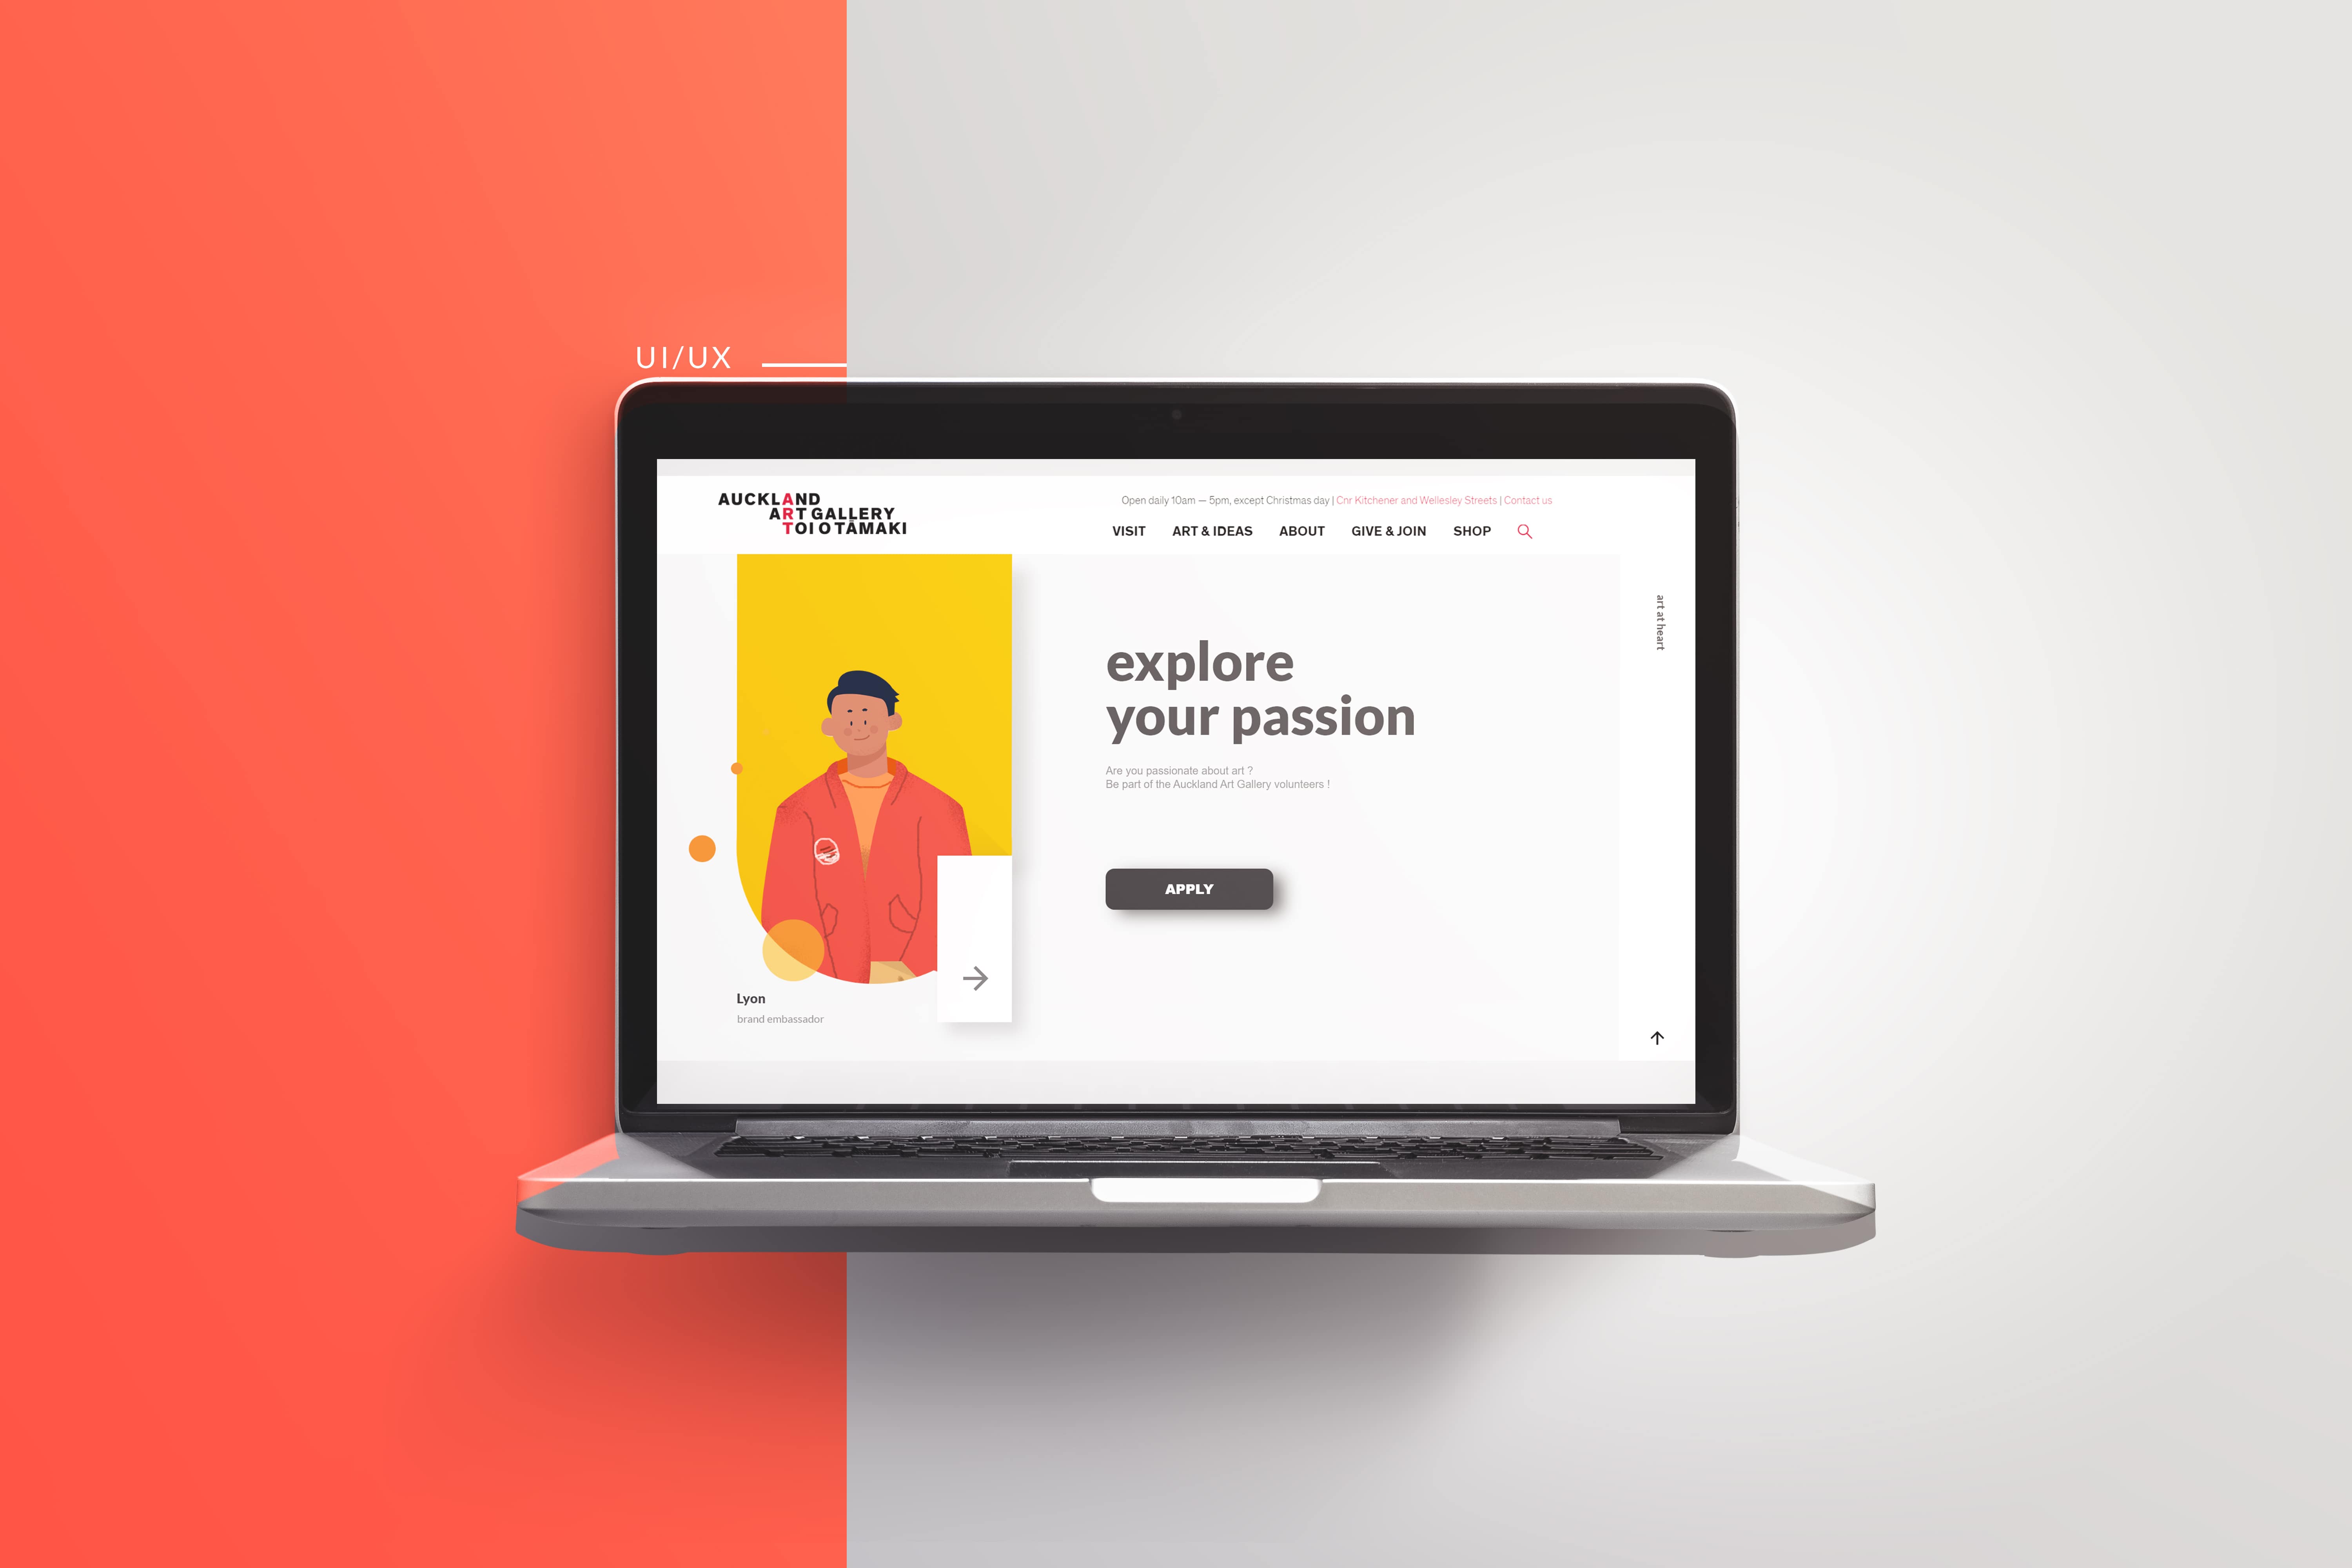 UI/UX
AUCKLAND
ART GALLERY
TOI O TĀMAKI
Open daily 10am — 5pm, except Christmas day | Cnr Kitchener and Wellesley Streets | Contact us
VISIT ART & IDEAS ABOUT GIVE & JOIN SHOP
art at heart
explore
your passion
Are you passionate about art ?
Be part of the Auckland Art Gallery volunteers !
APPLY
Lyon
brand embassador